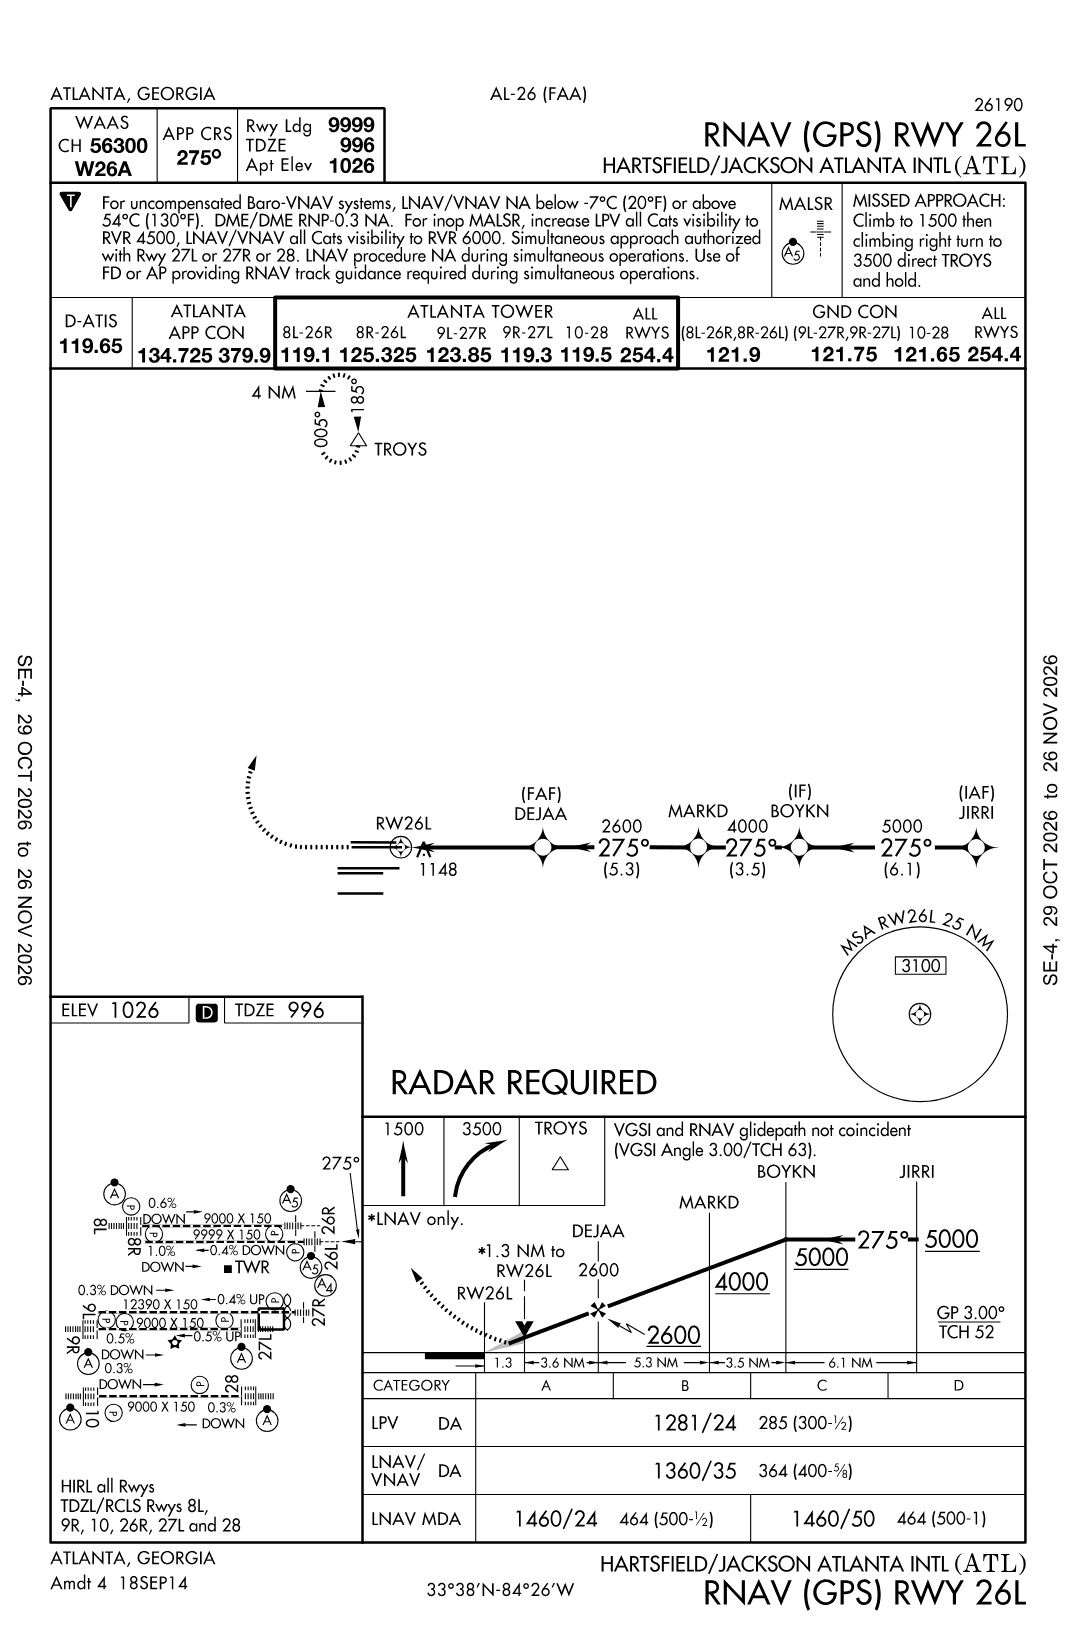 ATLANTA, GEORGIA
AL-26 (FAA)
26190
WAAS
CH 56300
W26A
APP CRS
275°
Rwy Ldg 9999
TDZE 996
Apt Elev 1026
RNAV (GPS) RWY 26L
HARTSFIELD/JACKSON ATLANTA INTL (ATL)
T
For uncompensated Baro-VNAV systems, LNAV/VNAV NA below -7°C (20°F) or above
54°C (130°F). DME/DME RNP-0.3 NA. For inop MALSR, increase LPV all Cats visibility to
RVR 4500, LNAV/VNAV all Cats visibility to RVR 6000. Simultaneous approach authorized
with Rwy 27L or 27R or 28. LNAV procedure NA during simultaneous operations. Use of
FD or AP providing RNAV track guidance required during simultaneous operations.
MALSR
A5
MISSED APPROACH:
Climb to 1500 then
climbing right turn to
3500 direct TROYS
and hold.
D-ATIS
119.65
ATLANTA
APP CON
134.725 379.9
ATLANTA TOWER
8L-26R 8R-26L 9L-27R 9R-27L 10-28 ALL RWYS
119.1 125.325 123.85 119.3 119.5 254.4
GND CON
(8L-26R,8R-26L) (9L-27R,9R-27L) 10-28 ALL RWYS
121.9 121.75 121.65 254.4
4 NM
005°
185°
TROYS
SE-4, 29 OCT 2026 to 26 NOV 2026
SE-4, 29 OCT 2026 to 26 NOV 2026
RW26L
1148
(FAF)
DEJAA
2600
275°
(5.3)
MARKD
4000
275°
(3.5)
(IF)
BOYKN
5000
275°
(6.1)
(IAF)
JIRRI
MSA RW26L 25 NM
3100
ELEV 1026
D
TDZE 996
RADAR REQUIRED
275°
A
P
0.6%
DOWN
9000 X 150
A5
8L
26R
P
9999 X 150
P
8R
26L
1.0%
DOWN
0.4% DOWN
P
A5
TWR
A4
0.3% DOWN
0.4% UP
P
12390 X 150
9L
27R
P
P
9000 X 150
P
9R
27L
0.5%
DOWN
0.5% UP
A
A
0.3%
DOWN
P
28
10
9000 X 150
0.3%
DOWN
A
P
A
HIRL all Rwys
TDZL/RCLS Rwys 8L,
9R, 10, 26R, 27L and 28
1500
3500
TROYS
VGSI and RNAV glidepath not coincident
(VGSI Angle 3.00/TCH 63).
*LNAV only.
*1.3 NM to
RW26L
RW26L
DEJAA
2600
2600
MARKD
4000
BOYKN
5000
275°
JIRRI
5000
GP 3.00°
TCH 52
1.3
3.6 NM
5.3 NM
3.5 NM
6.1 NM
CATEGORY A B C D
LPV DA 1281/24 285 (300-½)
LNAV/
VNAV DA 1360/35 364 (400-⅝)
LNAV MDA 1460/24 464 (500-½) 1460/50 464 (500-1)
ATLANTA, GEORGIA
Amdt 4 18SEP14
33°38'N-84°26'W
HARTSFIELD/JACKSON ATLANTA INTL (ATL)
RNAV (GPS) RWY 26L